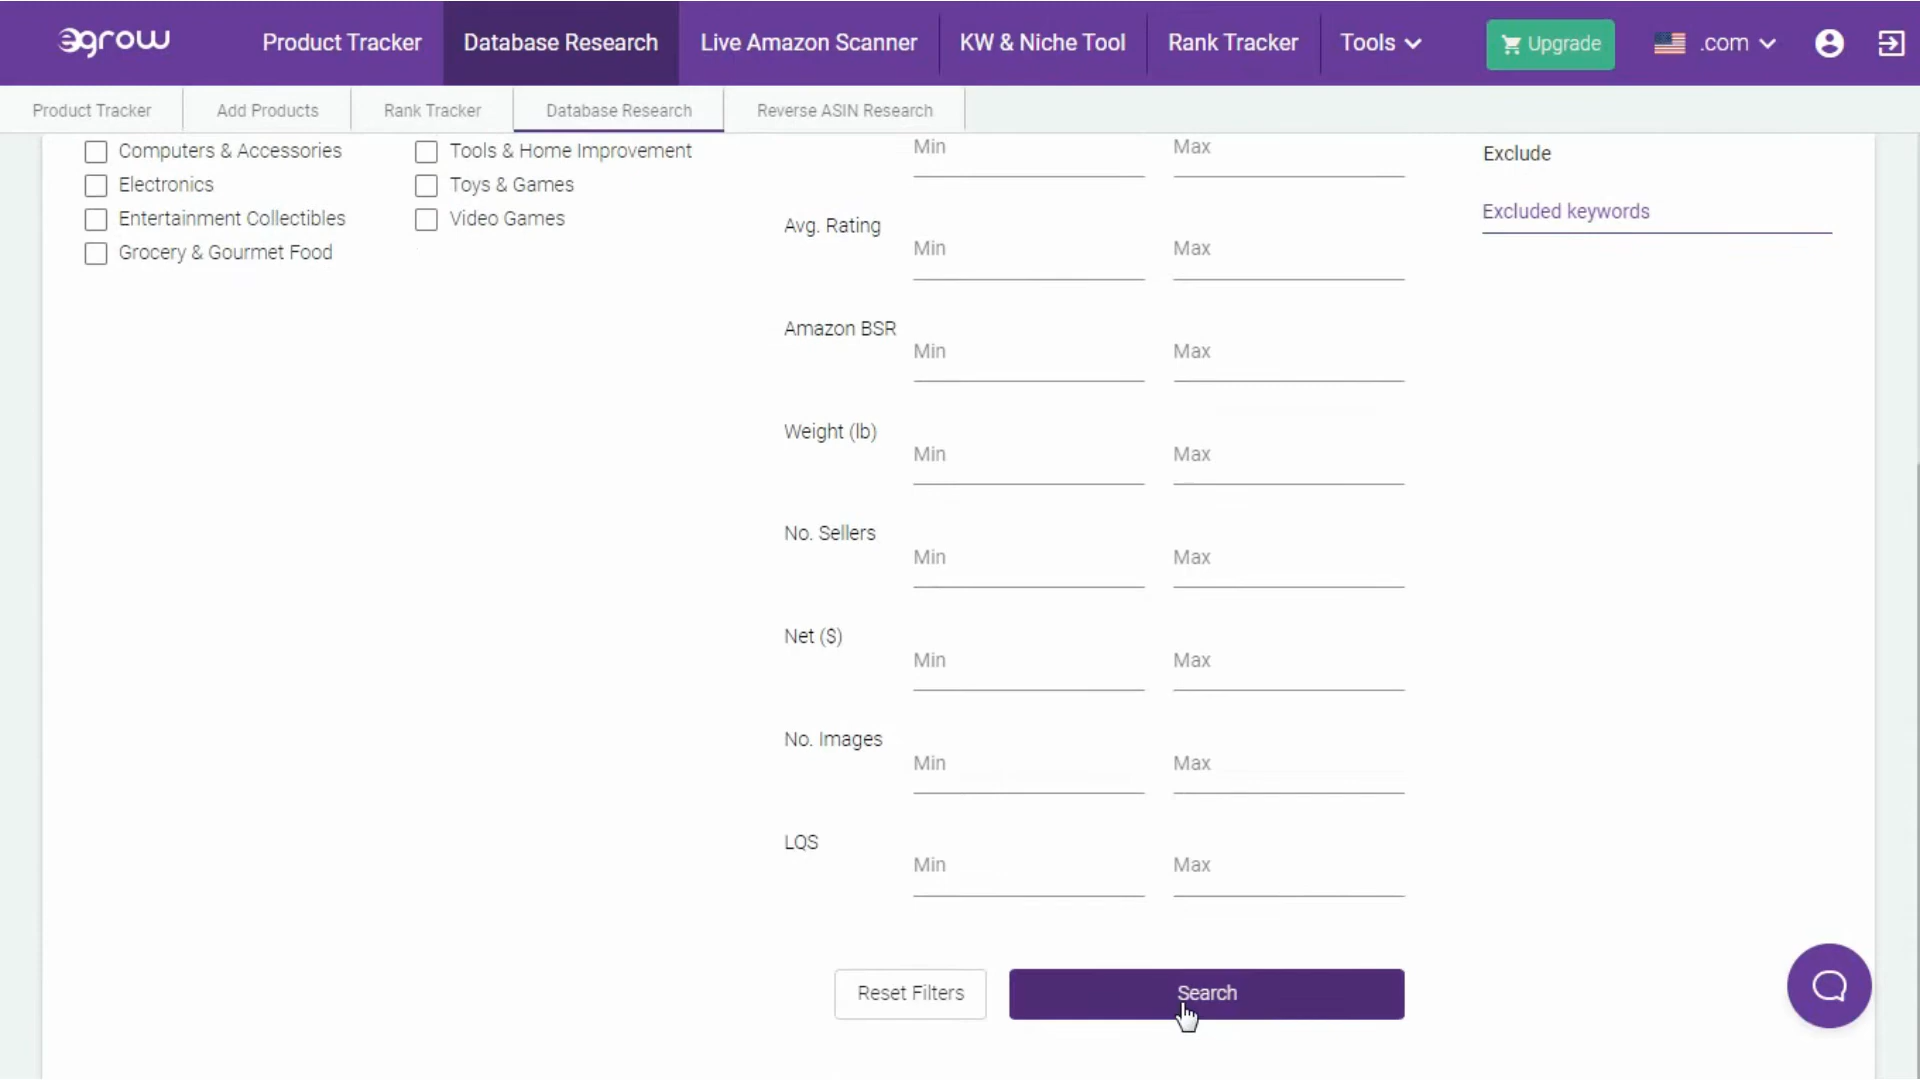 egrow
Product Tracker
Database Research
Live Amazon Scanner
KW & Niche Tool
Rank Tracker
Tools
Upgrade
.com
Product Tracker
Add Products
Rank Tracker
Database Research
Reverse ASIN Research
Computers & Accessories
Tools & Home Improvement
Electronics
Toys & Games
Entertainment Collectibles
Video Games
Grocery & Gourmet Food
Min
Max
Avg. Rating
Min
Max
Amazon BSR
Min
Max
Weight (lb)
Min
Max
No. Sellers
Min
Max
Net ($)
Min
Max
No. Images
Min
Max
LQS
Min
Max
Exclude
Excluded keywords
Reset Filters
Search